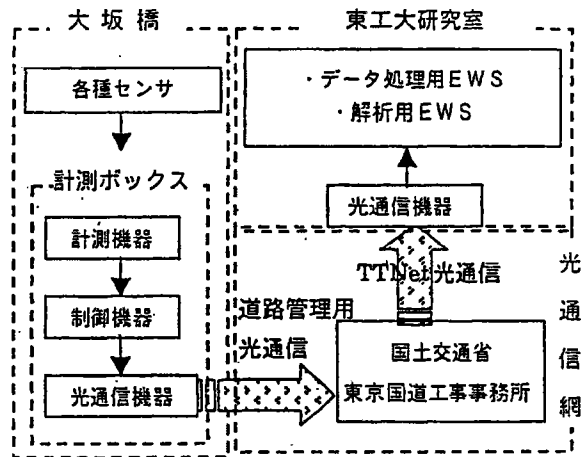 大坂橋
各種センサ
計測ボックス
計測機器
制御機器
光通信機器
東工大研究室
・データ処理用EWS
・解析用EWS
光通信機器
TTNet光通信
道路管理用
光通信
国土交通省
東京国道工事事務所
光通信網